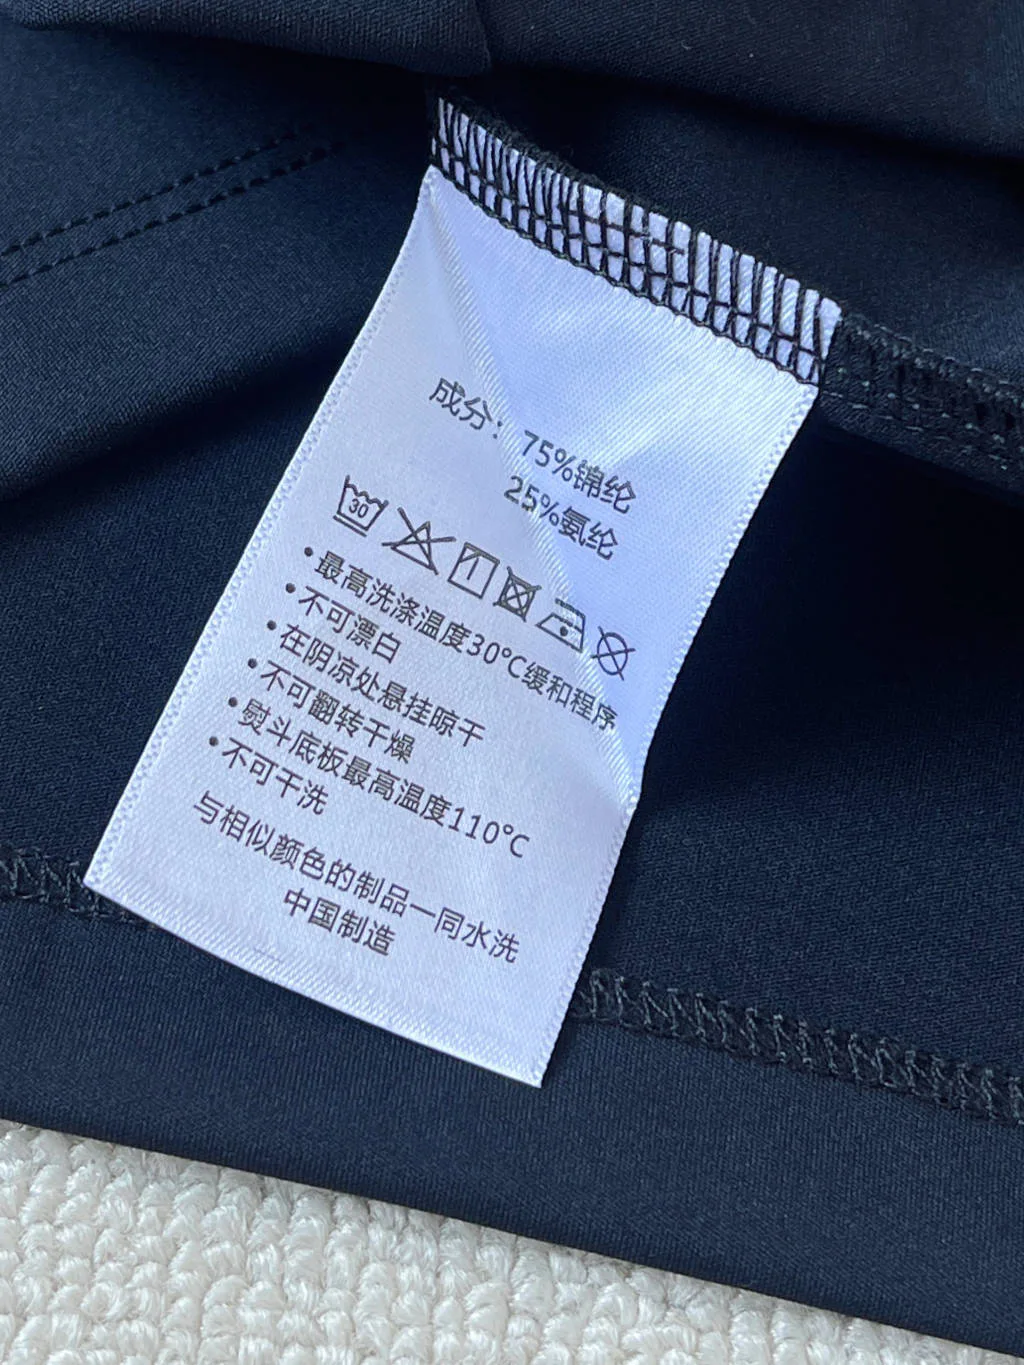 成分：75%锦纶
25%氨纶
30
•最高洗涤温度30℃缓和程序
•不可漂白
•在阴凉处悬挂晾干
•不可翻转干燥
•熨斗底板最高温度110℃
•不可干洗
与相似颜色的制品一同水洗
中国制造